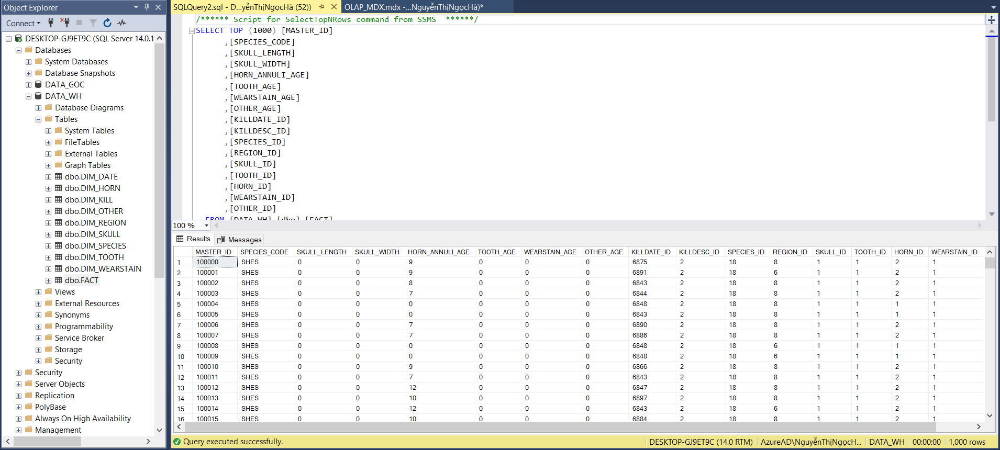 Object Explorer
Connect
DESKTOP-GJ9ET9C (SQL Server 14.0.1
Databases
System Databases
Database Snapshots
DATA_GOC
DATA_WH
Database Diagrams
Tables
System Tables
FileTables
External Tables
Graph Tables
dbo.DIM_DATE
dbo.DIM_HORN
dbo.DIM_KILL
dbo.DIM_OTHER
dbo.DIM_REGION
dbo.DIM_SKULL
dbo.DIM_SPECIES
dbo.DIM_TOOTH
dbo.DIM_WEARSTAIN
dbo.FACT
Views
External Resources
Synonyms
Programmability
Service Broker
Storage
Security
Security
Server Objects
Replication
PolyBase
Always On High Availability
Management
SQLQuery2.sql - D...yễnThịNgọcHà (52)) OLAP_MDX.mdx -...NguyễnThịNgọcHà)*
/****** Script for SelectTopNRows command from SSMS ******/
SELECT TOP (1000) [MASTER_ID]
,[SPECIES_CODE]
,[SKULL_LENGTH]
,[SKULL_WIDTH]
,[HORN_ANNULI_AGE]
,[TOOTH_AGE]
,[WEARSTAIN_AGE]
,[OTHER_AGE]
,[KILLDATE_ID]
,[KILLDESC_ID]
,[SPECIES_ID]
,[REGION_ID]
,[SKULL_ID]
,[TOOTH_ID]
,[HORN_ID]
,[WEARSTAIN_ID]
,[OTHER_ID]
FROM [DATA_WH].[dbo].[FACT]
100 %
Results Messages
MASTER_ID SPECIES_CODE SKULL_LENGTH SKULL_WIDTH HORN_ANNULI_AGE TOOTH_AGE WEARSTAIN_AGE OTHER_AGE KILLDATE_ID KILLDESC_ID SPECIES_ID REGION_ID SKULL_ID TOOTH_ID HORN_ID WEARSTAIN_ID
1 100000 SHES 0 0 9 0 0 0 6875 2 18 8 1 1 2 1
2 100001 SHES 0 0 9 0 0 0 6891 2 18 6 1 1 2 1
3 100002 SHES 0 0 8 0 0 0 6843 2 18 8 1 1 2 1
4 100003 SHES 0 0 7 0 0 0 6844 2 18 8 1 1 2 1
5 100004 SHES 0 0 0 0 0 0 6848 2 18 8 1 1 1 1
6 100005 SHES 0 0 0 0 0 0 6843 2 18 8 1 1 1 1
7 100006 SHES 0 0 7 0 0 0 6890 2 18 8 1 1 2 1
8 100007 SHES 0 0 7 0 0 0 6886 2 18 8 1 1 2 1
9 100008 SHES 0 0 0 0 0 0 6848 2 18 6 1 1 1 1
10 100009 SHES 0 0 0 0 0 0 6848 2 18 6 1 1 1 1
11 100010 SHES 0 0 9 0 0 0 6866 2 18 8 1 1 2 1
12 100011 SHES 0 0 7 0 0 0 6843 2 18 8 1 1 2 1
13 100012 SHES 0 0 12 0 0 0 6847 2 18 8 1 1 2 1
14 100013 SHES 0 0 10 0 0 0 6897 2 18 8 1 1 2 1
15 100014 SHES 0 0 12 0 0 0 6843 2 18 6 1 1 2 1
16 100015 SHES 0 0 10 0 0 0 6884 2 18 8 1 1 2 1
Query executed successfully. DESKTOP-GJ9ET9C (14.0 RTM) AzureAD\NguyễnThịNgọcH... DATA_WH 00:00:00 1,000 rows